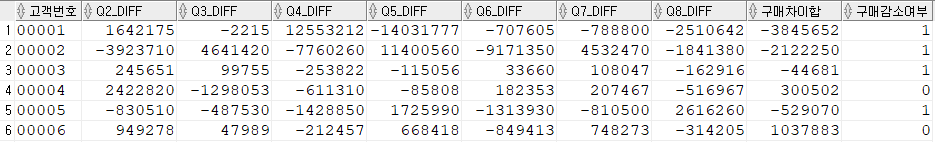 고객번호 Q2_DIFF Q3_DIFF Q4_DIFF Q5_DIFF Q6_DIFF Q7_DIFF Q8_DIFF 구매차이합 구매감소여부
1 00001 1642175 -2215 12553212 -14031777 -707605 -788800 -2510642 -3845652 1
2 00002 -3923710 4641420 -7760260 11400560 -9171350 4532470 -1841380 -2122250 1
3 00003 245651 99755 -253822 -115056 33660 108047 -162916 -44681 1
4 00004 2422820 -1298053 -611310 -85808 182353 207467 -516967 300502 0
5 00005 -830510 -487530 -1428850 1725990 -1313930 -810500 2616260 -529070 1
6 00006 949278 47989 -212457 668418 -849413 748273 -314205 1037883 0